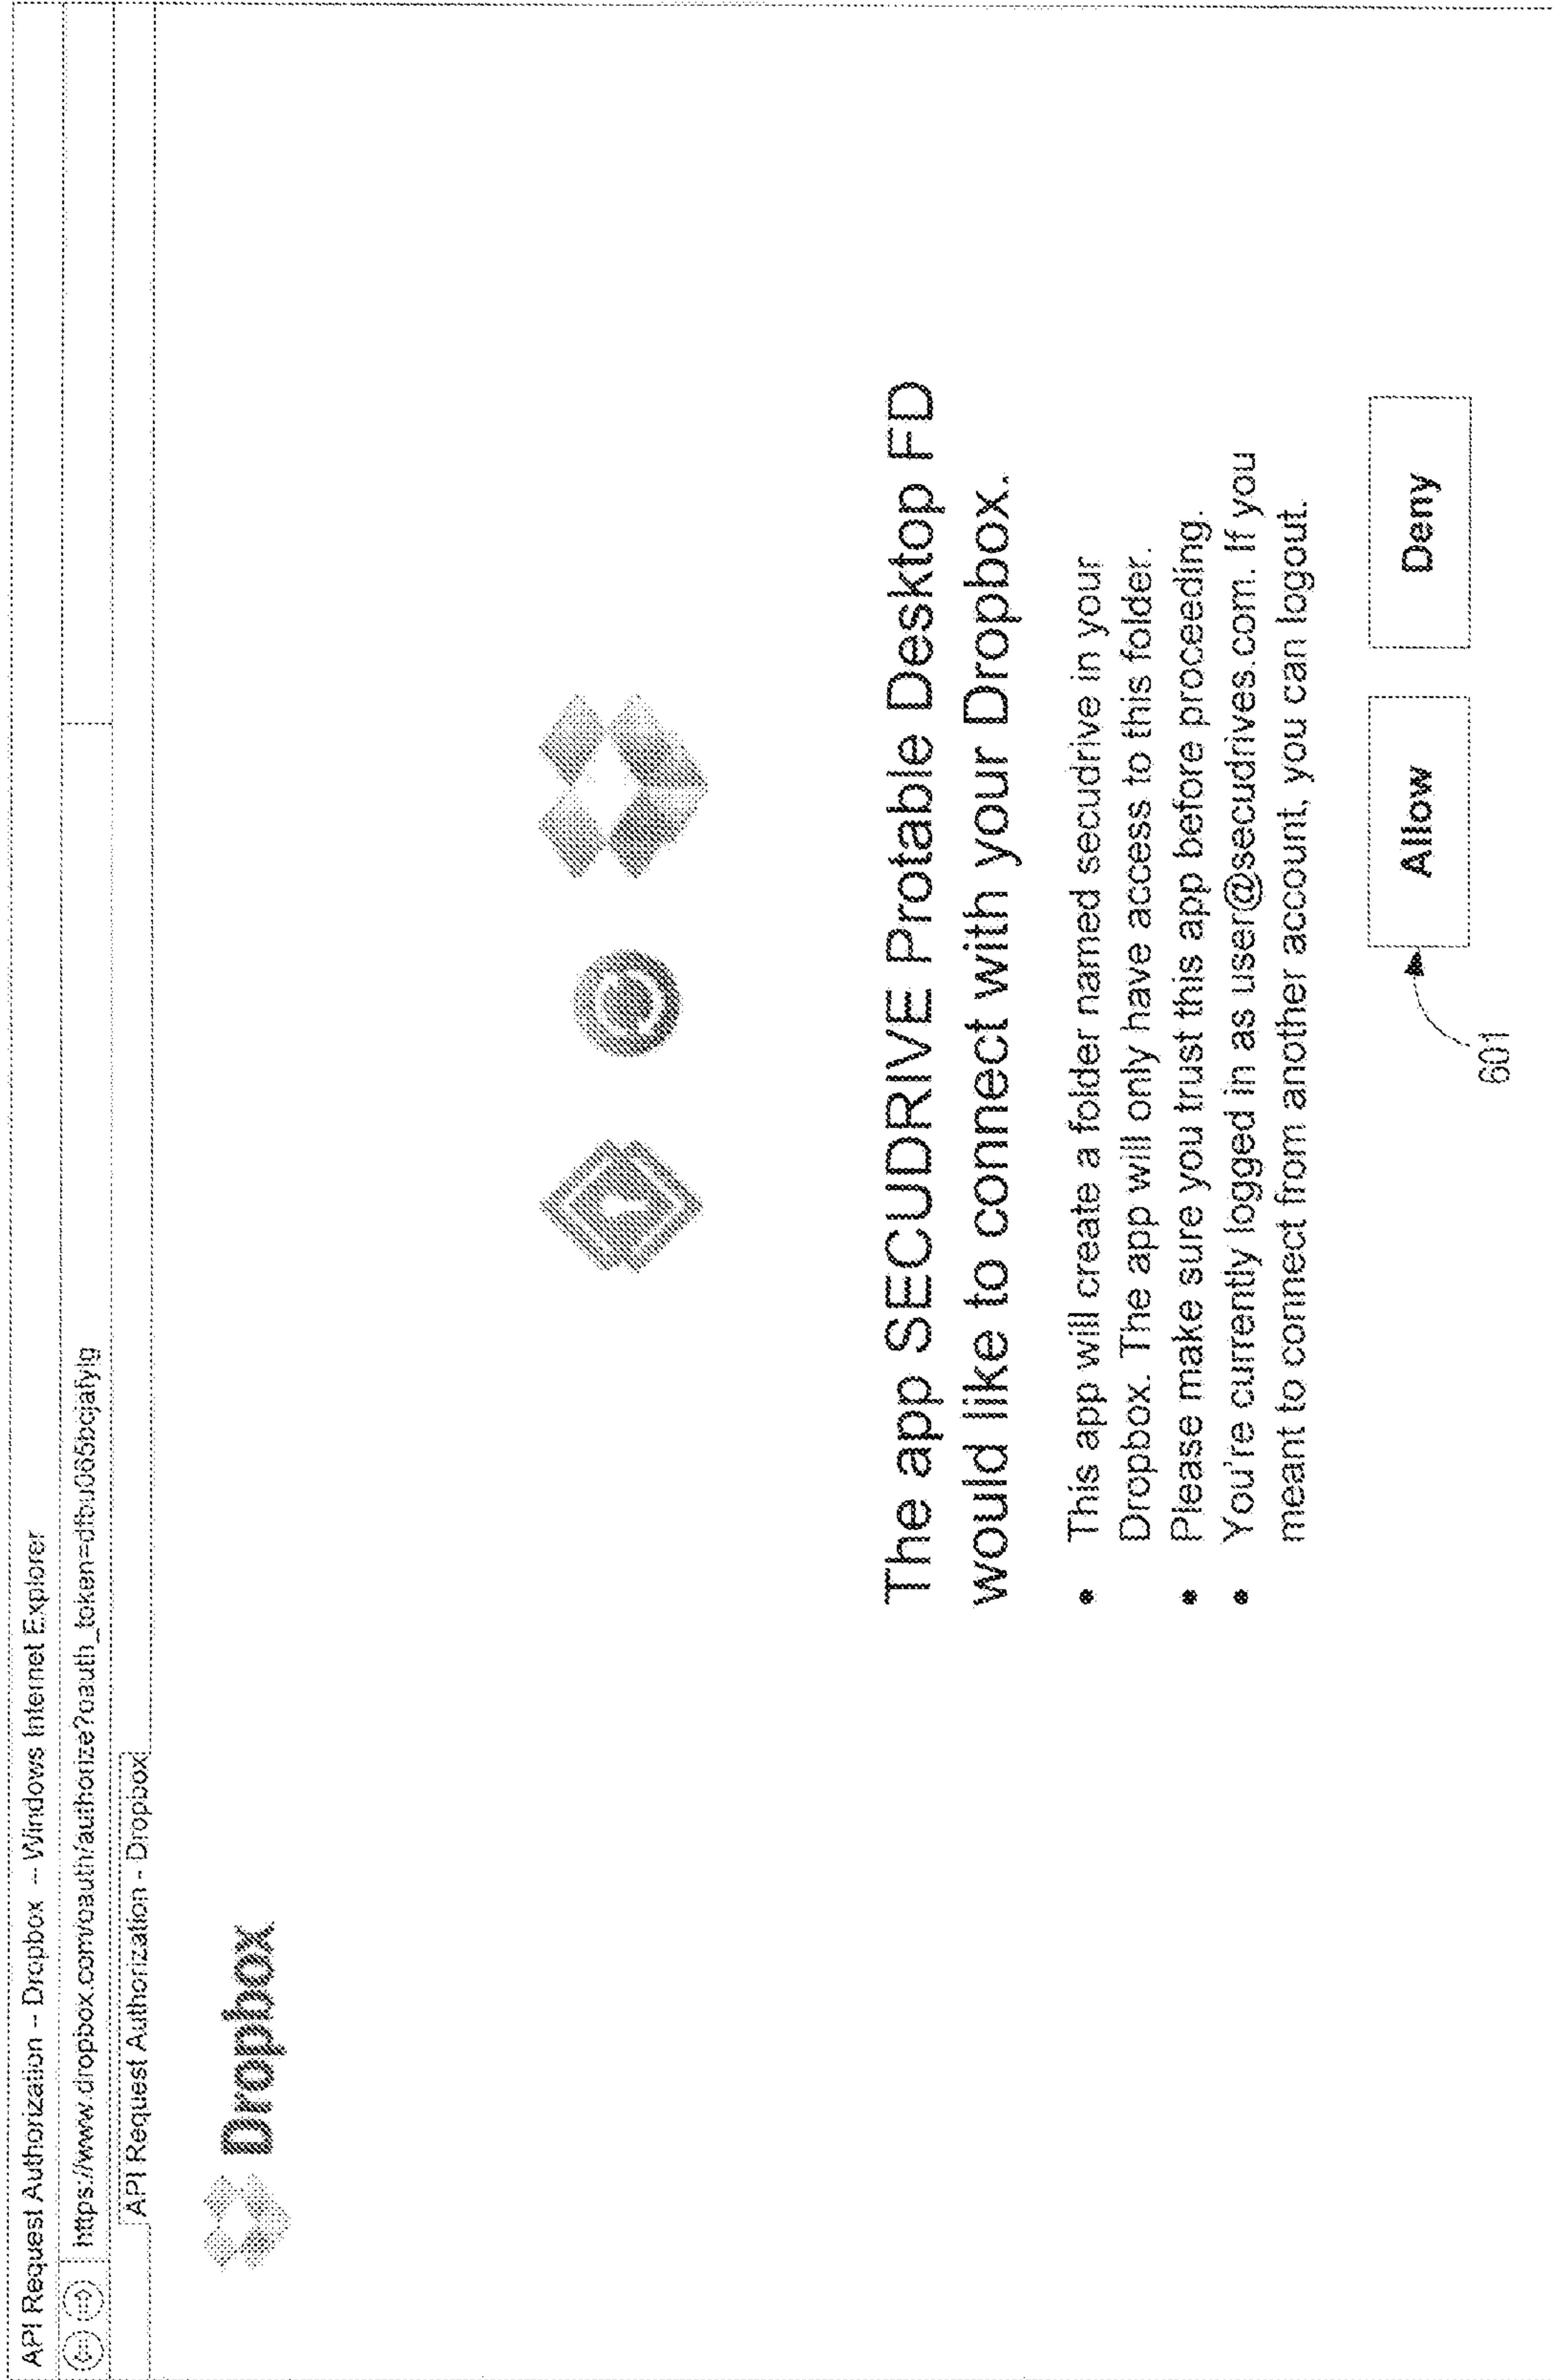 API Request Authorization -- Dropbox -- Windows Internet Explorer
https://www.dropbox.com/oauth/authorize?oauth_token=dfbu065bcjafylg
API Request Authorization - Dropbox
Dropbox
The app SECUDRIVE Protable Desktop FD
would like to connect with your Dropbox.
• This app will create a folder named secudrive in your
Dropbox. The app will only have access to this folder.
• Please make sure you trust this app before proceeding.
• You're currently logged in as user@secudrives.com. If you
meant to connect from another account, you can logout.
Allow
Deny
601